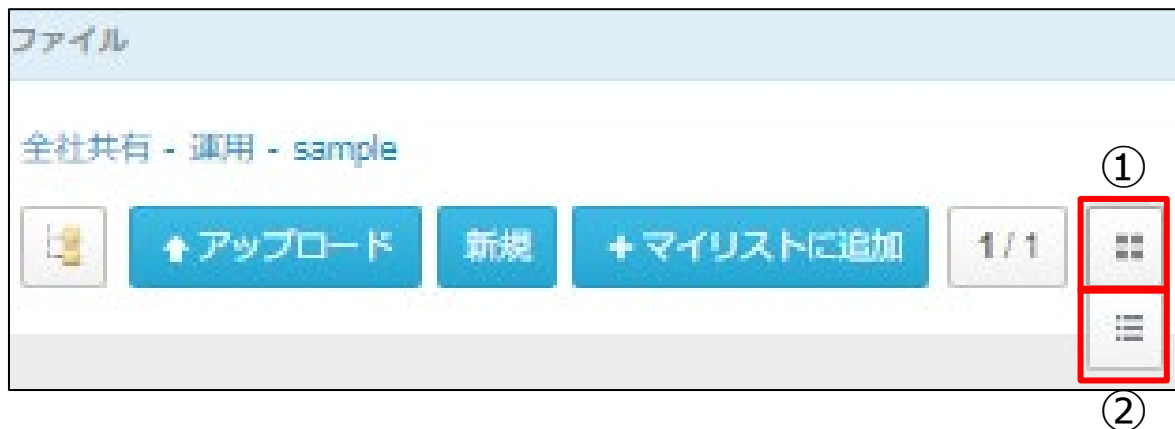 ファイル
全社共有 - 運用 - sample
①
アップロード 新規 +マイリストに追加 1/1
②